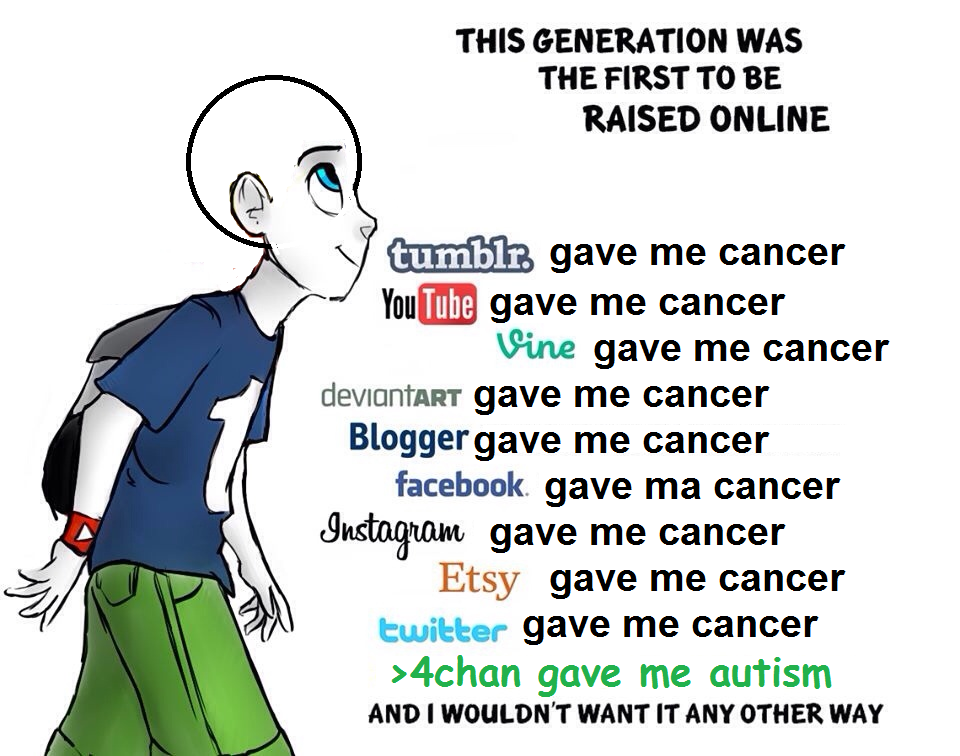 THIS GENERATION WAS
THE FIRST TO BE
RAISED ONLINE
tumblr. gave me cancer
YouTube gave me cancer
Vine gave me cancer
deviantART gave me cancer
Blogger gave me cancer
facebook. gave ma cancer
Instagram gave me cancer
Etsy gave me cancer
twitter gave me cancer
>4chan gave me autism
AND I WOULDN'T WANT IT ANY OTHER WAY